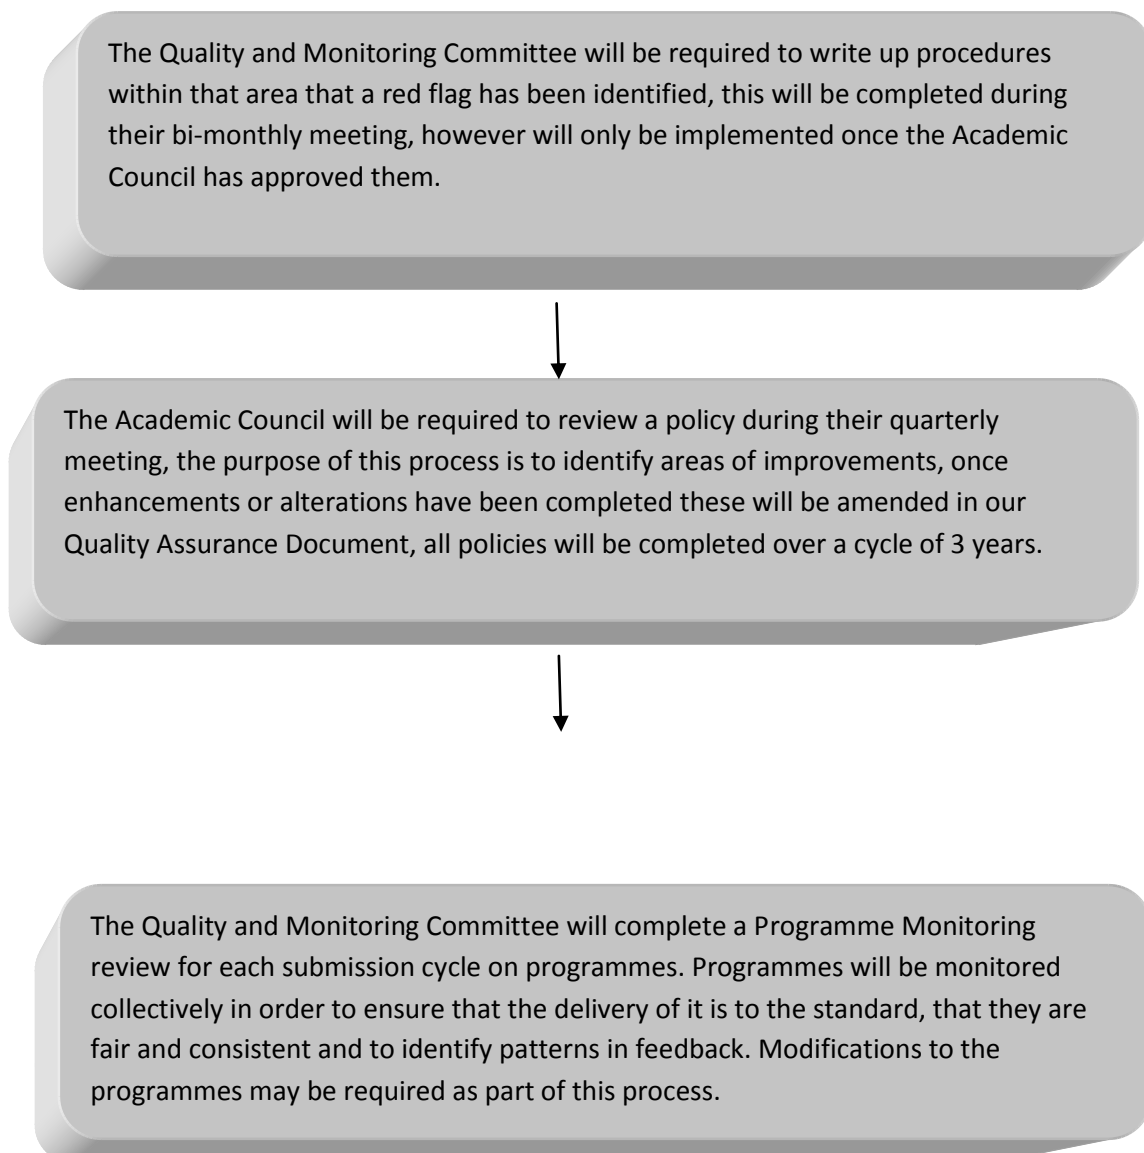 The Quality and Monitoring Committee will be required to write up procedures
within that area that a red flag has been identified, this will be completed during
their bi-monthly meeting, however will only be implemented once the Academic
Council has approved them.
The Academic Council will be required to review a policy during their quarterly
meeting, the purpose of this process is to identify areas of improvements, once
enhancements or alterations have been completed these will be amended in our
Quality Assurance Document, all policies will be completed over a cycle of 3 years.
The Quality and Monitoring Committee will complete a Programme Monitoring
review for each submission cycle on programmes. Programmes will be monitored
collectively in order to ensure that the delivery of it is to the standard, that they are
fair and consistent and to identify patterns in feedback. Modifications to the
programmes may be required as part of this process.